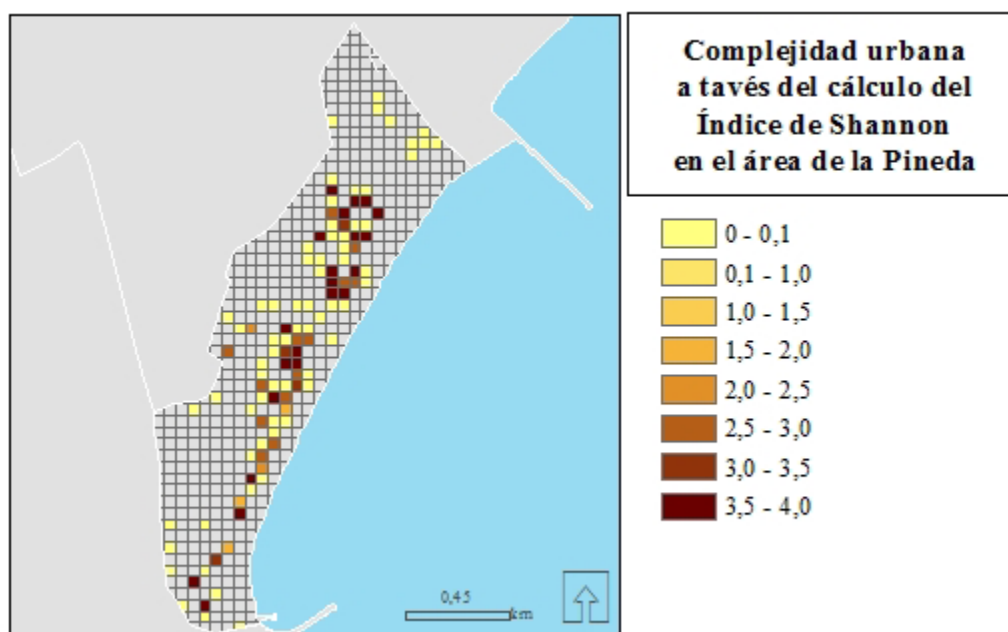 Complejidad urbana
a tavés del cálculo del
Índice de Shannon
en el área de la Pineda
0 - 0,1
0,1 - 1,0
1,0 - 1,5
1,5 - 2,0
2,0 - 2,5
2,5 - 3,0
3,0 - 3,5
3,5 - 4,0
0,45
km